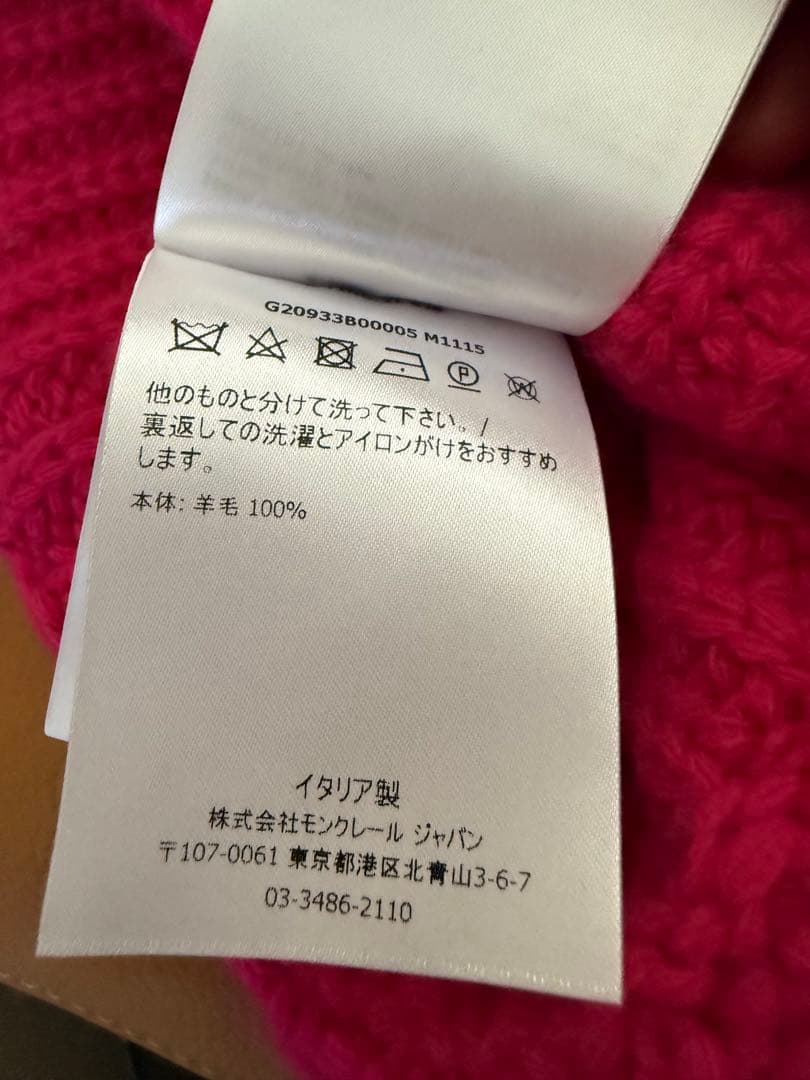 G20933B00005 M1115
P
W
他のものと分けて洗って下さい。/
裏返しての洗濯とアイロンがけをおすすめ
します。
本体: 羊毛 100%
イタリア製
株式会社モンクレール ジャパン
〒107-0061 東京都港区北青山3-6-7
03-3486-2110